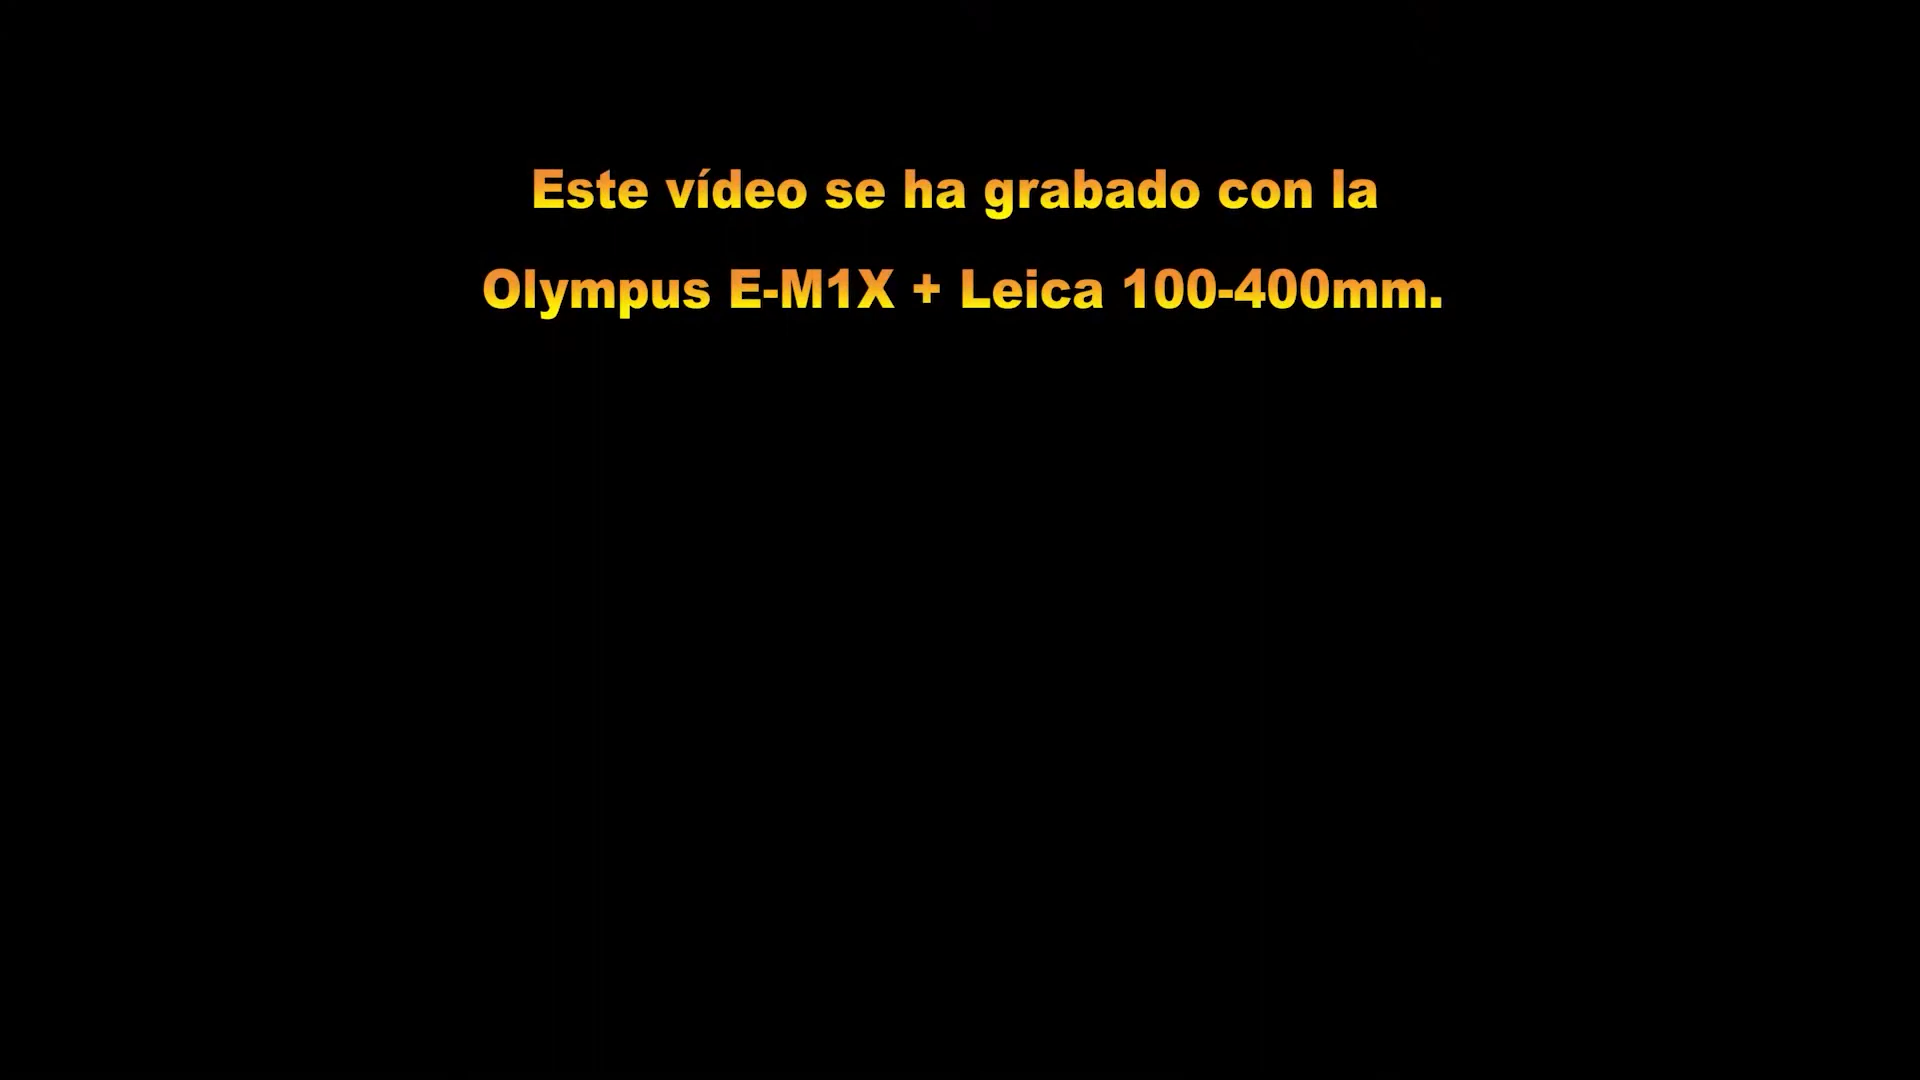 Este vídeo se ha grabado con la
Olympus E-M1X + Leica 100-400mm.